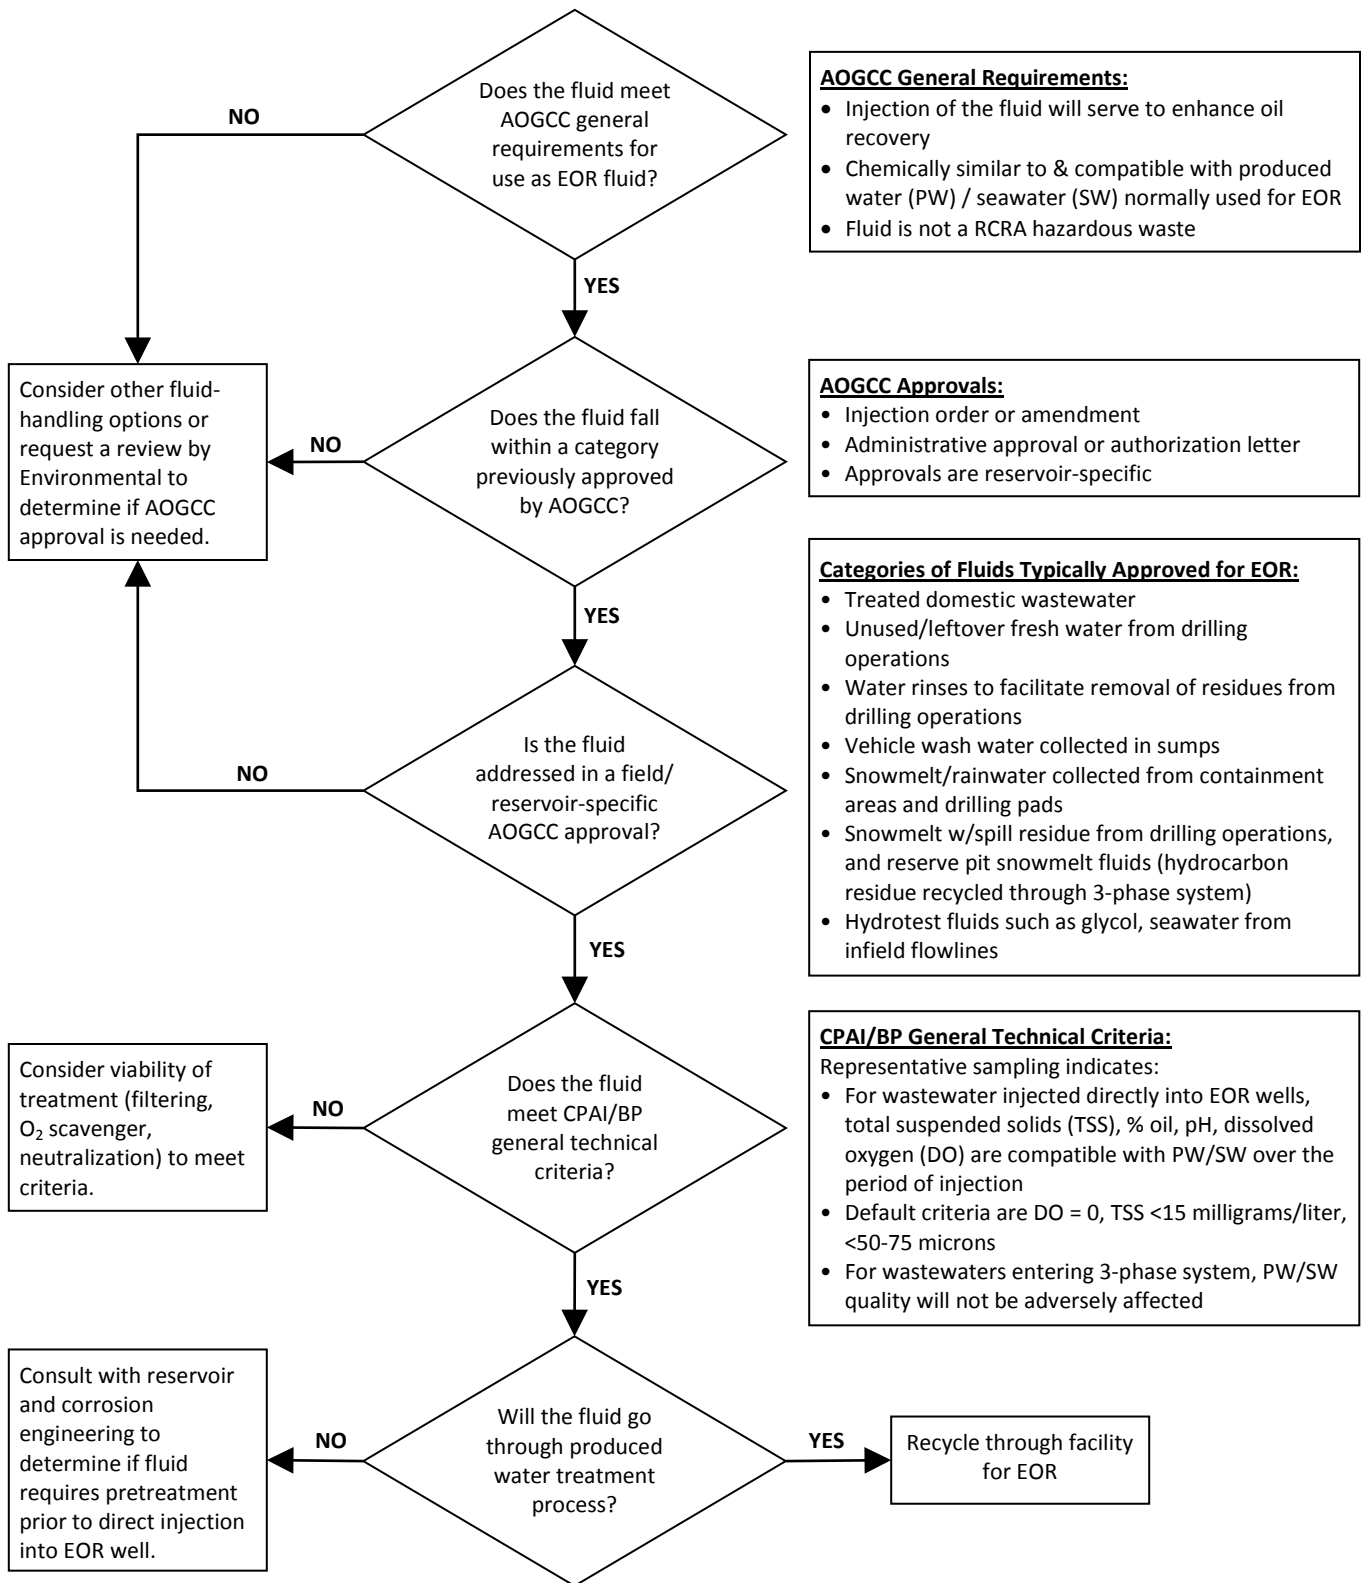 Does the fluid meet
AOGCC general
requirements for
use as EOR fluid?
NO
YES
AOGCC General Requirements:
• Injection of the fluid will serve to enhance oil
recovery
• Chemically similar to & compatible with produced
water (PW) / seawater (SW) normally used for EOR
• Fluid is not a RCRA hazardous waste
Consider other fluid-
handling options or
request a review by
Environmental to
determine if AOGCC
approval is needed.
NO
Does the fluid fall
within a category
previously approved
by AOGCC?
YES
AOGCC Approvals:
• Injection order or amendment
• Administrative approval or authorization letter
• Approvals are reservoir-specific
Categories of Fluids Typically Approved for EOR:
• Treated domestic wastewater
• Unused/leftover fresh water from drilling
operations
• Water rinses to facilitate removal of residues from
drilling operations
• Vehicle wash water collected in sumps
• Snowmelt/rainwater collected from containment
areas and drilling pads
• Snowmelt w/spill residue from drilling operations,
and reserve pit snowmelt fluids (hydrocarbon
residue recycled through 3-phase system)
• Hydrotest fluids such as glycol, seawater from
infield flowlines
NO
Is the fluid
addressed in a field/
reservoir-specific
AOGCC approval?
YES
Consider viability of
treatment (filtering,
O₂ scavenger,
neutralization) to meet
criteria.
NO
Does the fluid
meet CPAI/BP
general technical
criteria?
YES
CPAI/BP General Technical Criteria:
Representative sampling indicates:
• For wastewater injected directly into EOR wells,
total suspended solids (TSS), % oil, pH, dissolved
oxygen (DO) are compatible with PW/SW over the
period of injection
• Default criteria are DO = 0, TSS <15 milligrams/liter,
<50-75 microns
• For wastewaters entering 3-phase system, PW/SW
quality will not be adversely affected
Consult with reservoir
and corrosion
engineering to
determine if fluid
requires pretreatment
prior to direct injection
into EOR well.
NO
Will the fluid go
through produced
water treatment
process?
YES
Recycle through facility
for EOR